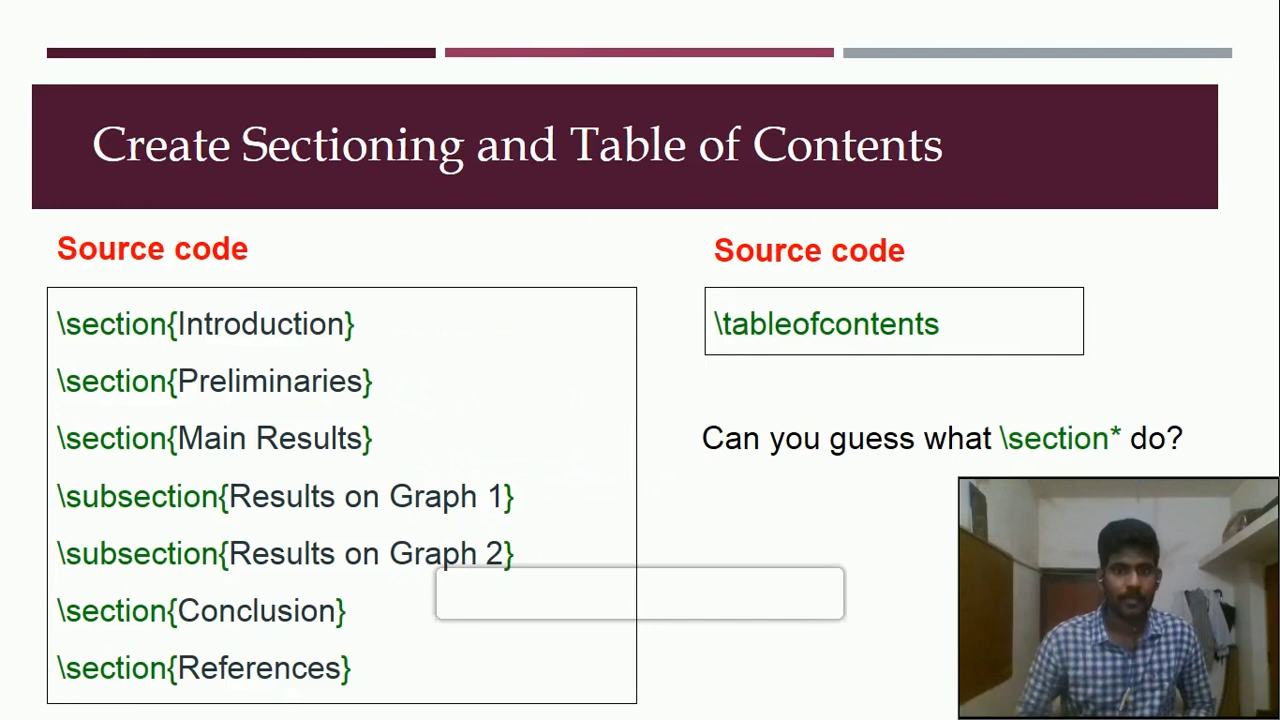 Create Sectioning and Table of Contents
Source code
\section{Introduction}
\section{Preliminaries}
\section{Main Results}
\subsection{Results on Graph 1}
\subsection{Results on Graph 2}
\section{Conclusion}
\section{References}
Source code
\tableofcontents
Can you guess what \section* do?